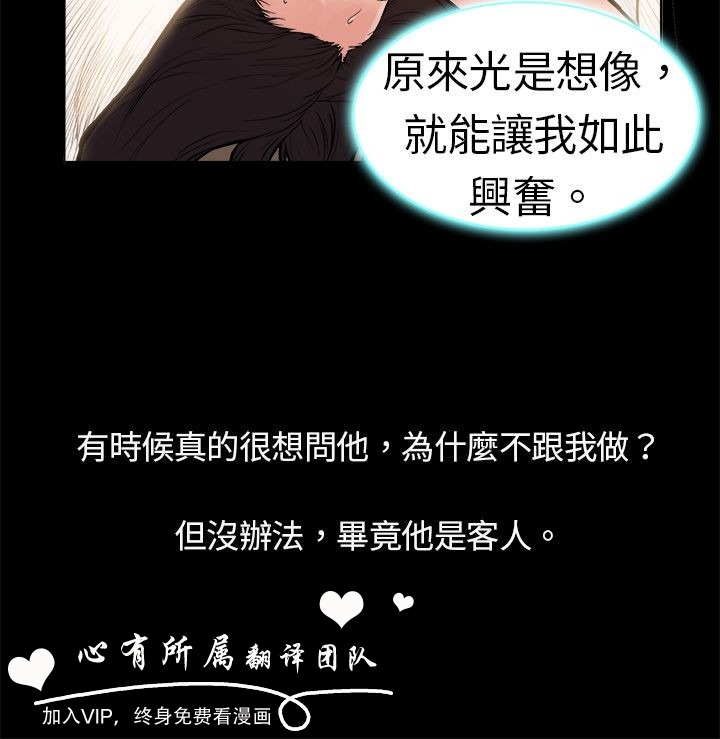 原來光是想像，
就能讓我如此
興奮。
有時候真的很想問他，為什麼不跟我做？
但沒辦法，畢竟他是客人。
心有所属翻译团队
加入VIP，终身免费看漫画